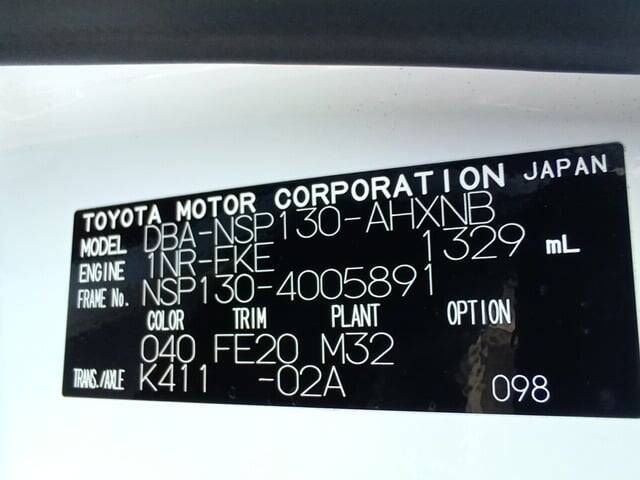 TOYOTA MOTOR CORPORATION JAPAN
MODEL DBA-NSP130-AHXNB
ENGINE 1NR-FKE 1329 mL
FRAME No. NSP130-4005891
COLOR TRIM PLANT OPTION
040 FE20 M32
TRANS./AXLE K411 -02A 098